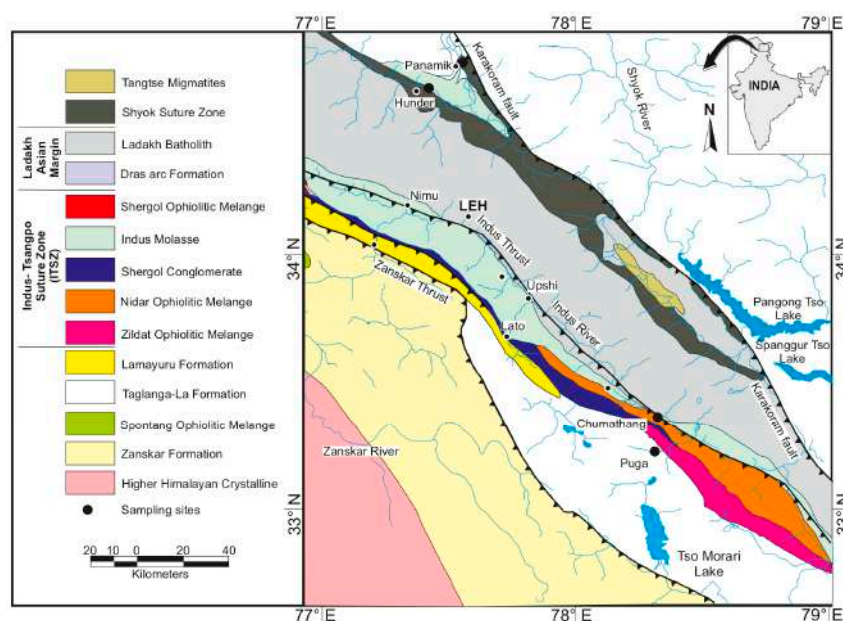 77°E
78°E
79°E
Tangtse Migmatites
Shyok Suture Zone
Ladakh Batholith
Dras arc Formation
Shergol Ophiolitic Melange
Indus Molasse
Shergol Conglomerate
Nidar Ophiolitic Melange
Zildat Ophiolitic Melange
Lamayuru Formation
Taglanga-La Formation
Spontang Ophiolite Melange
Zanskar Formation
Higher Himalayan Crystalline
Sampling sites
Ladakh
Asian
Margin
Indus- Tsangpo
Suture Zone
(ITSZ)
20 10 0 20 40
Kilometers
Panamik
Hunder
Karakoram fault
Shyok River
INDIA
N
Nimu
LEH
Indus Thrust
Upshi
Indus River
Zanskar Thrust
Lato
Pangong Tso
Lake
Spanggur Tso
Lake
Karakoram fault
Chumathang
Puga
Zanskar River
Tso Morari
Lake
34°N
33°N
34°N
33°N
77°E
78°E
79°E